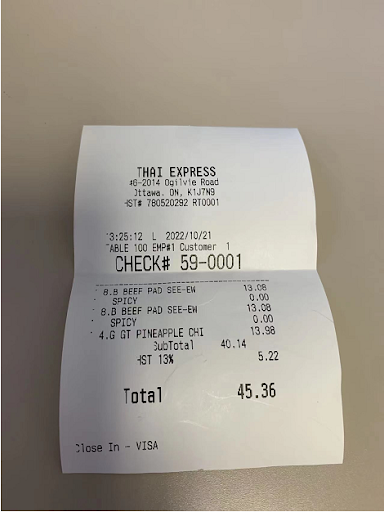 THAI EXPRESS
#6-2014 Ogilvie Road
Ottawa, ON, K1J7N9
HST# 780520292 RT0001
3:25:12 L 2022/10/21
TABLE 100 EMP#1 Customer 1
CHECK# 59-0001
8.B BEEF PAD SEE-EW 13.08
SPICY 0.00
8.B BEEF PAD SEE-EW 13.08
SPICY 0.00
4.G GT PINEAPPLE CHI 13.98
SubTotal 40.14
HST 13% 5.22
Total 45.36
Close In - VISA